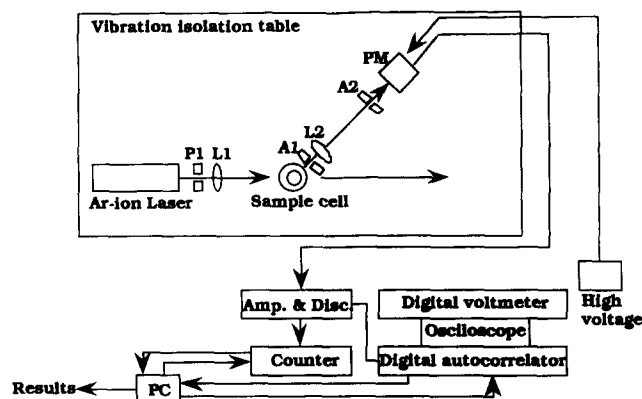 Vibration isolation table
PM
A2
L2
A1
P1 L1
Ar-ion Laser
Sample cell
High
voltage
Amp. & Disc.
Digital voltmeter
Osciloscope
Counter
Digital autocorrelator
Results
PC